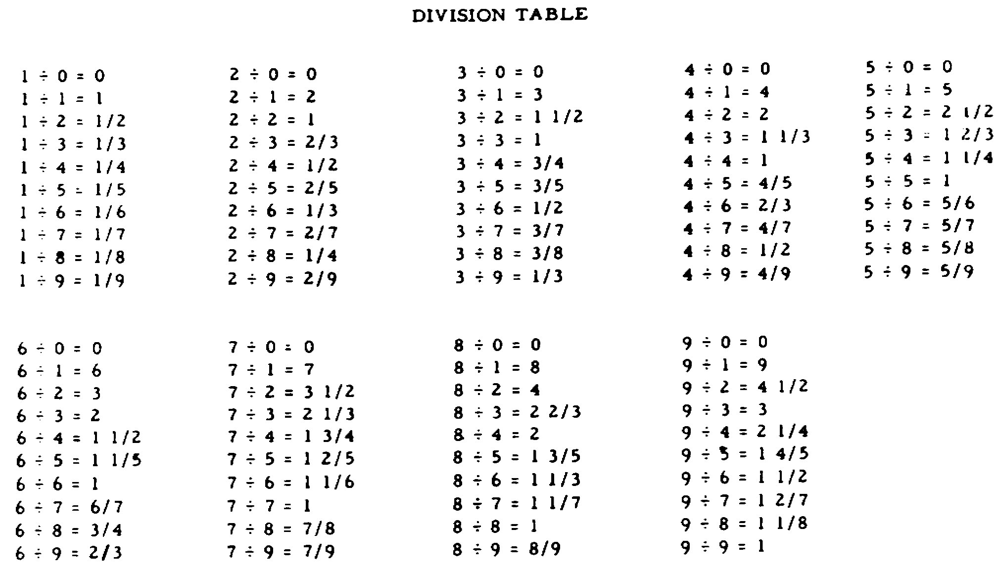 DIVISION TABLE
1 ÷ 0 = 0
1 ÷ 1 = 1
1 ÷ 2 = 1/2
1 ÷ 3 = 1/3
1 ÷ 4 = 1/4
1 ÷ 5 = 1/5
1 ÷ 6 = 1/6
1 ÷ 7 = 1/7
1 ÷ 8 = 1/8
1 ÷ 9 = 1/9
2 ÷ 0 = 0
2 ÷ 1 = 2
2 ÷ 2 = 1
2 ÷ 3 = 2/3
2 ÷ 4 = 1/2
2 ÷ 5 = 2/5
2 ÷ 6 = 1/3
2 ÷ 7 = 2/7
2 ÷ 8 = 1/4
2 ÷ 9 = 2/9
3 ÷ 0 = 0
3 ÷ 1 = 3
3 ÷ 2 = 1 1/2
3 ÷ 3 = 1
3 ÷ 4 = 3/4
3 ÷ 5 = 3/5
3 ÷ 6 = 1/2
3 ÷ 7 = 3/7
3 ÷ 8 = 3/8
3 ÷ 9 = 1/3
4 ÷ 0 = 0
4 ÷ 1 = 4
4 ÷ 2 = 2
4 ÷ 3 = 1 1/3
4 ÷ 4 = 1
4 ÷ 5 = 4/5
4 ÷ 6 = 2/3
4 ÷ 7 = 4/7
4 ÷ 8 = 1/2
4 ÷ 9 = 4/9
5 ÷ 0 = 0
5 ÷ 1 = 5
5 ÷ 2 = 2 1/2
5 ÷ 3 = 1 2/3
5 ÷ 4 = 1 1/4
5 ÷ 5 = 1
5 ÷ 6 = 5/6
5 ÷ 7 = 5/7
5 ÷ 8 = 5/8
5 ÷ 9 = 5/9
6 ÷ 0 = 0
6 ÷ 1 = 6
6 ÷ 2 = 3
6 ÷ 3 = 2
6 ÷ 4 = 1 1/2
6 ÷ 5 = 1 1/5
6 ÷ 6 = 1
6 ÷ 7 = 6/7
6 ÷ 8 = 3/4
6 ÷ 9 = 2/3
7 ÷ 0 = 0
7 ÷ 1 = 7
7 ÷ 2 = 3 1/2
7 ÷ 3 = 2 1/3
7 ÷ 4 = 1 3/4
7 ÷ 5 = 1 2/5
7 ÷ 6 = 1 1/6
7 ÷ 7 = 1
7 ÷ 8 = 7/8
7 ÷ 9 = 7/9
8 ÷ 0 = 0
8 ÷ 1 = 8
8 ÷ 2 = 4
8 ÷ 3 = 2 2/3
8 ÷ 4 = 2
8 ÷ 5 = 1 3/5
8 ÷ 6 = 1 1/3
8 ÷ 7 = 1 1/7
8 ÷ 8 = 1
8 ÷ 9 = 8/9
9 ÷ 0 = 0
9 ÷ 1 = 9
9 ÷ 2 = 4 1/2
9 ÷ 3 = 3
9 ÷ 4 = 2 1/4
9 ÷ 5 = 1 4/5
9 ÷ 6 = 1 1/2
9 ÷ 7 = 1 2/7
9 ÷ 8 = 1 1/8
9 ÷ 9 = 1